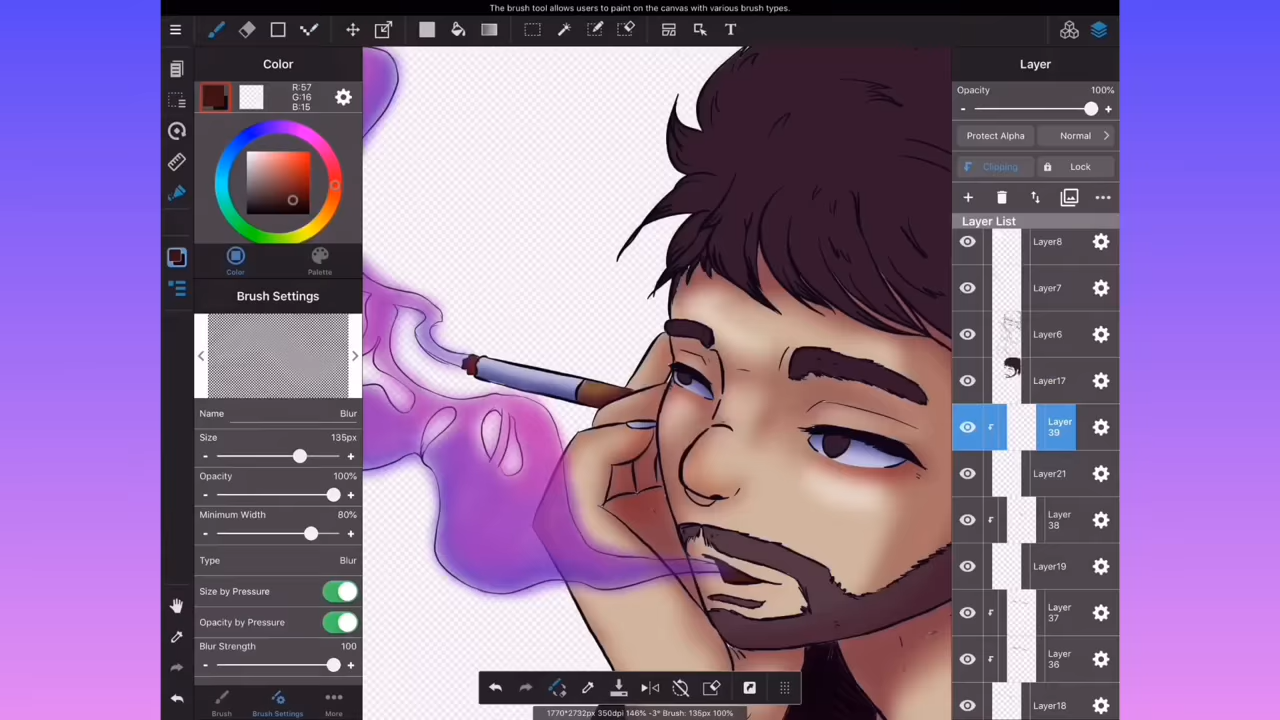 The brush tool allows users to paint on the canvas with various brush types.
T
Color
R:57
G:16
B:15
Color
Palette
Brush Settings
Name
Blur
Size
135px
-
+
Opacity
100%
-
+
Minimum Width
80%
-
+
Type
Blur
Size by Pressure
Opacity by Pressure
Blur Strength
100
-
+
Brush
Brush Settings
More
1770*2732px 350dpi 146% -3° Brush: 135px 100%
Layer
Opacity
100%
-
+
Protect Alpha
Normal
Clipping
Lock
Layer List
Layer8
Layer7
Layer6
Layer17
Layer
39
Layer21
Layer
38
Layer19
Layer
37
Layer
36
Layer18